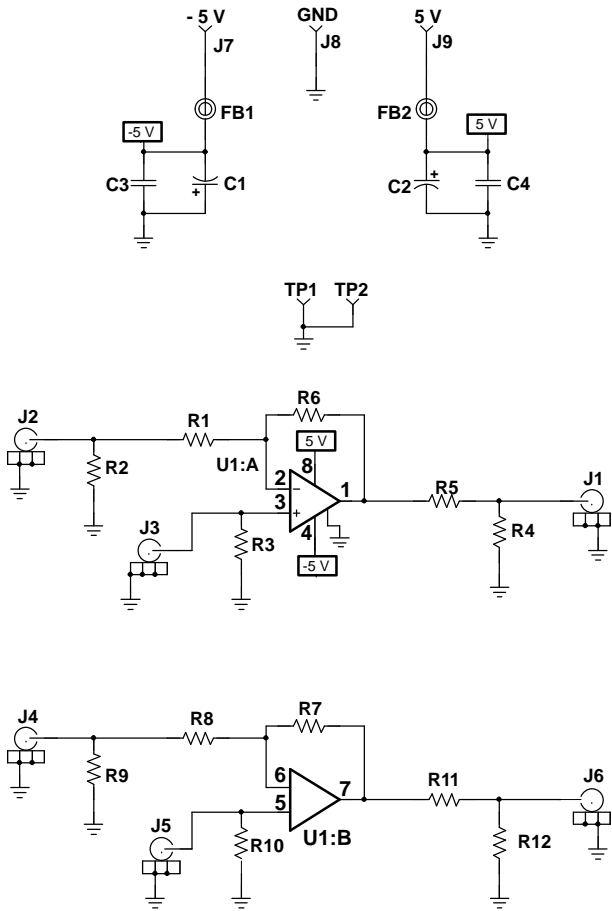 - 5 V
GND
5 V
J7
J8
J9
FB1
FB2
-5 V
5 V
C3
+
C1
C2
+
C4
TP1
TP2
J2
R1
R6
5 V
R2
U1:A
8
2
−
1
3
+
4
J3
R3
-5 V
R5
J1
R4
J4
R8
R7
R9
6
7
5
J5
R10
U1:B
R11
J6
R12